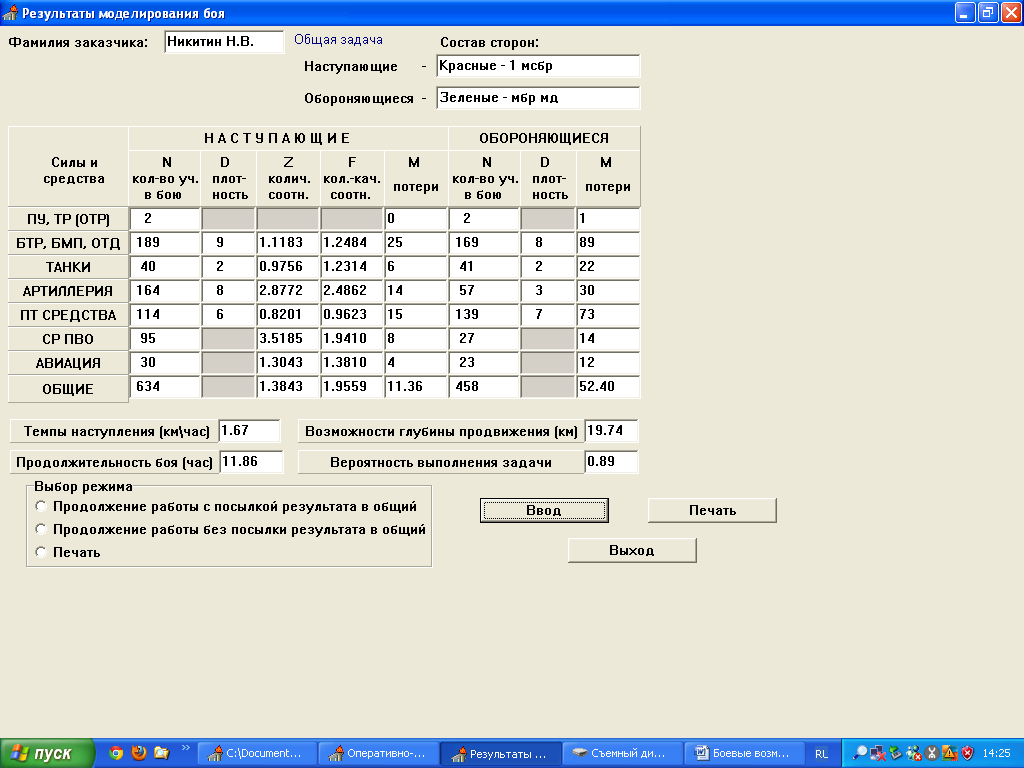 Результаты моделирования боя
Фамилия заказчика: Никитин Н.В. Общая задача Состав сторон:
Наступающие - Красные - 1 мсбр
Обороняющиеся - Зеленые - мбр мд
Силы и средства Н А С Т У П А Ю Щ И Е ОБОРОНЯЮЩИЕСЯ
N кол-во уч. в бою D плот-ность Z колич. соотн. F кол.-кач. соотн. M потери N кол-во уч. в бою D плот-ность M потери
ПУ, ТР (ОТР) 2 0 2 1
БТР, БМП, ОТД 189 9 1.1183 1.2484 25 169 8 89
ТАНКИ 40 2 0.9756 1.2314 6 41 2 22
АРТИЛЛЕРИЯ 164 8 2.8772 2.4862 14 57 3 30
ПТ СРЕДСТВА 114 6 0.8201 0.9623 15 139 7 73
СР ПВО 95 3.5185 1.9410 8 27 14
АВИАЦИЯ 30 1.3043 1.3810 4 23 12
ОБЩИЕ 634 1.3843 1.9559 11.36 458 52.40
Темпы наступления (км\час) 1.67 Возможности глубины продвижения (км) 19.74
Продолжительность боя (час) 11.86 Вероятность выполнения задачи 0.89
Выбор режима
Продолжение работы с посылкой результата в общий
Продолжение работы без посылки результата в общий
Печать
Ввод Печать
Выход
пуск C:\Document... Оперативно-... Результаты ... Съемный ди... Боевые возм... RL 14:25